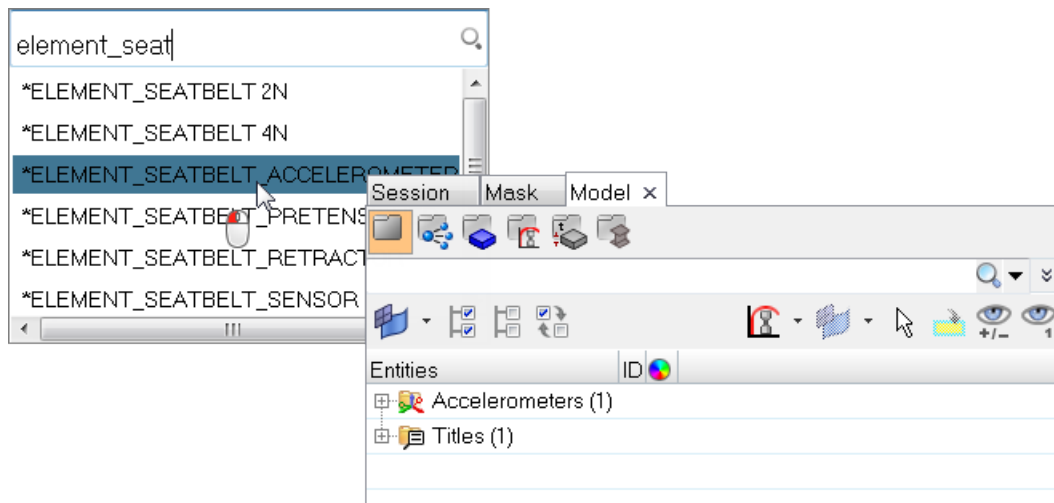 element_seat
*ELEMENT_SEATBELT 2N
*ELEMENT_SEATBELT 4N
*ELEMENT_SEATBELT_ACCELEROMETER
*ELEMENT_SEATBELT_PRETENS
*ELEMENT_SEATBELT_RETRACT
*ELEMENT_SEATBELT_SENSOR
Session Mask Model
Entities ID
Accelerometers (1)
Titles (1)